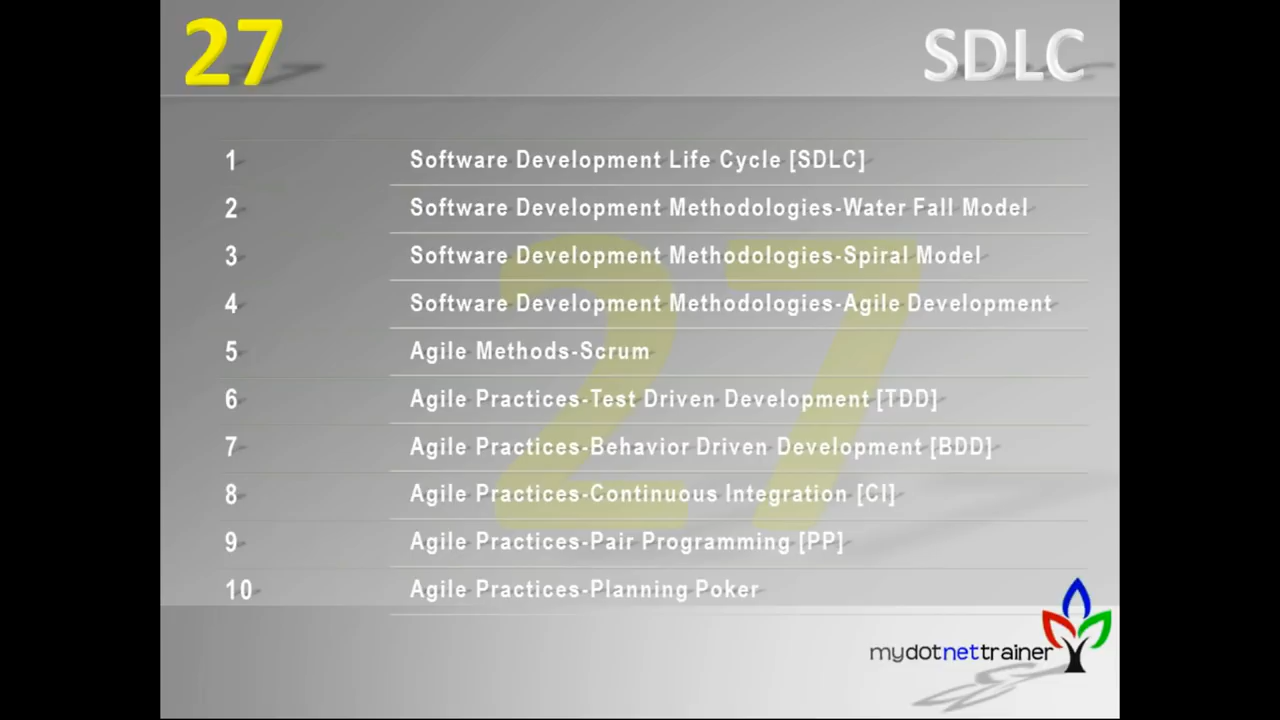 27 SDLC
1 Software Development Life Cycle [SDLC]
2 Software Development Methodologies-Water Fall Model
3 Software Development Methodologies-Spiral Model
4 Software Development Methodologies-Agile Development
5 Agile Methods-Scrum
6 Agile Practices-Test Driven Development [TDD]
7 Agile Practices-Behavior Driven Development [BDD]
8 Agile Practices-Continuous Integration [CI]
9 Agile Practices-Pair Programming [PP]
10 Agile Practices-Planning Poker
27
mydotnettrainer